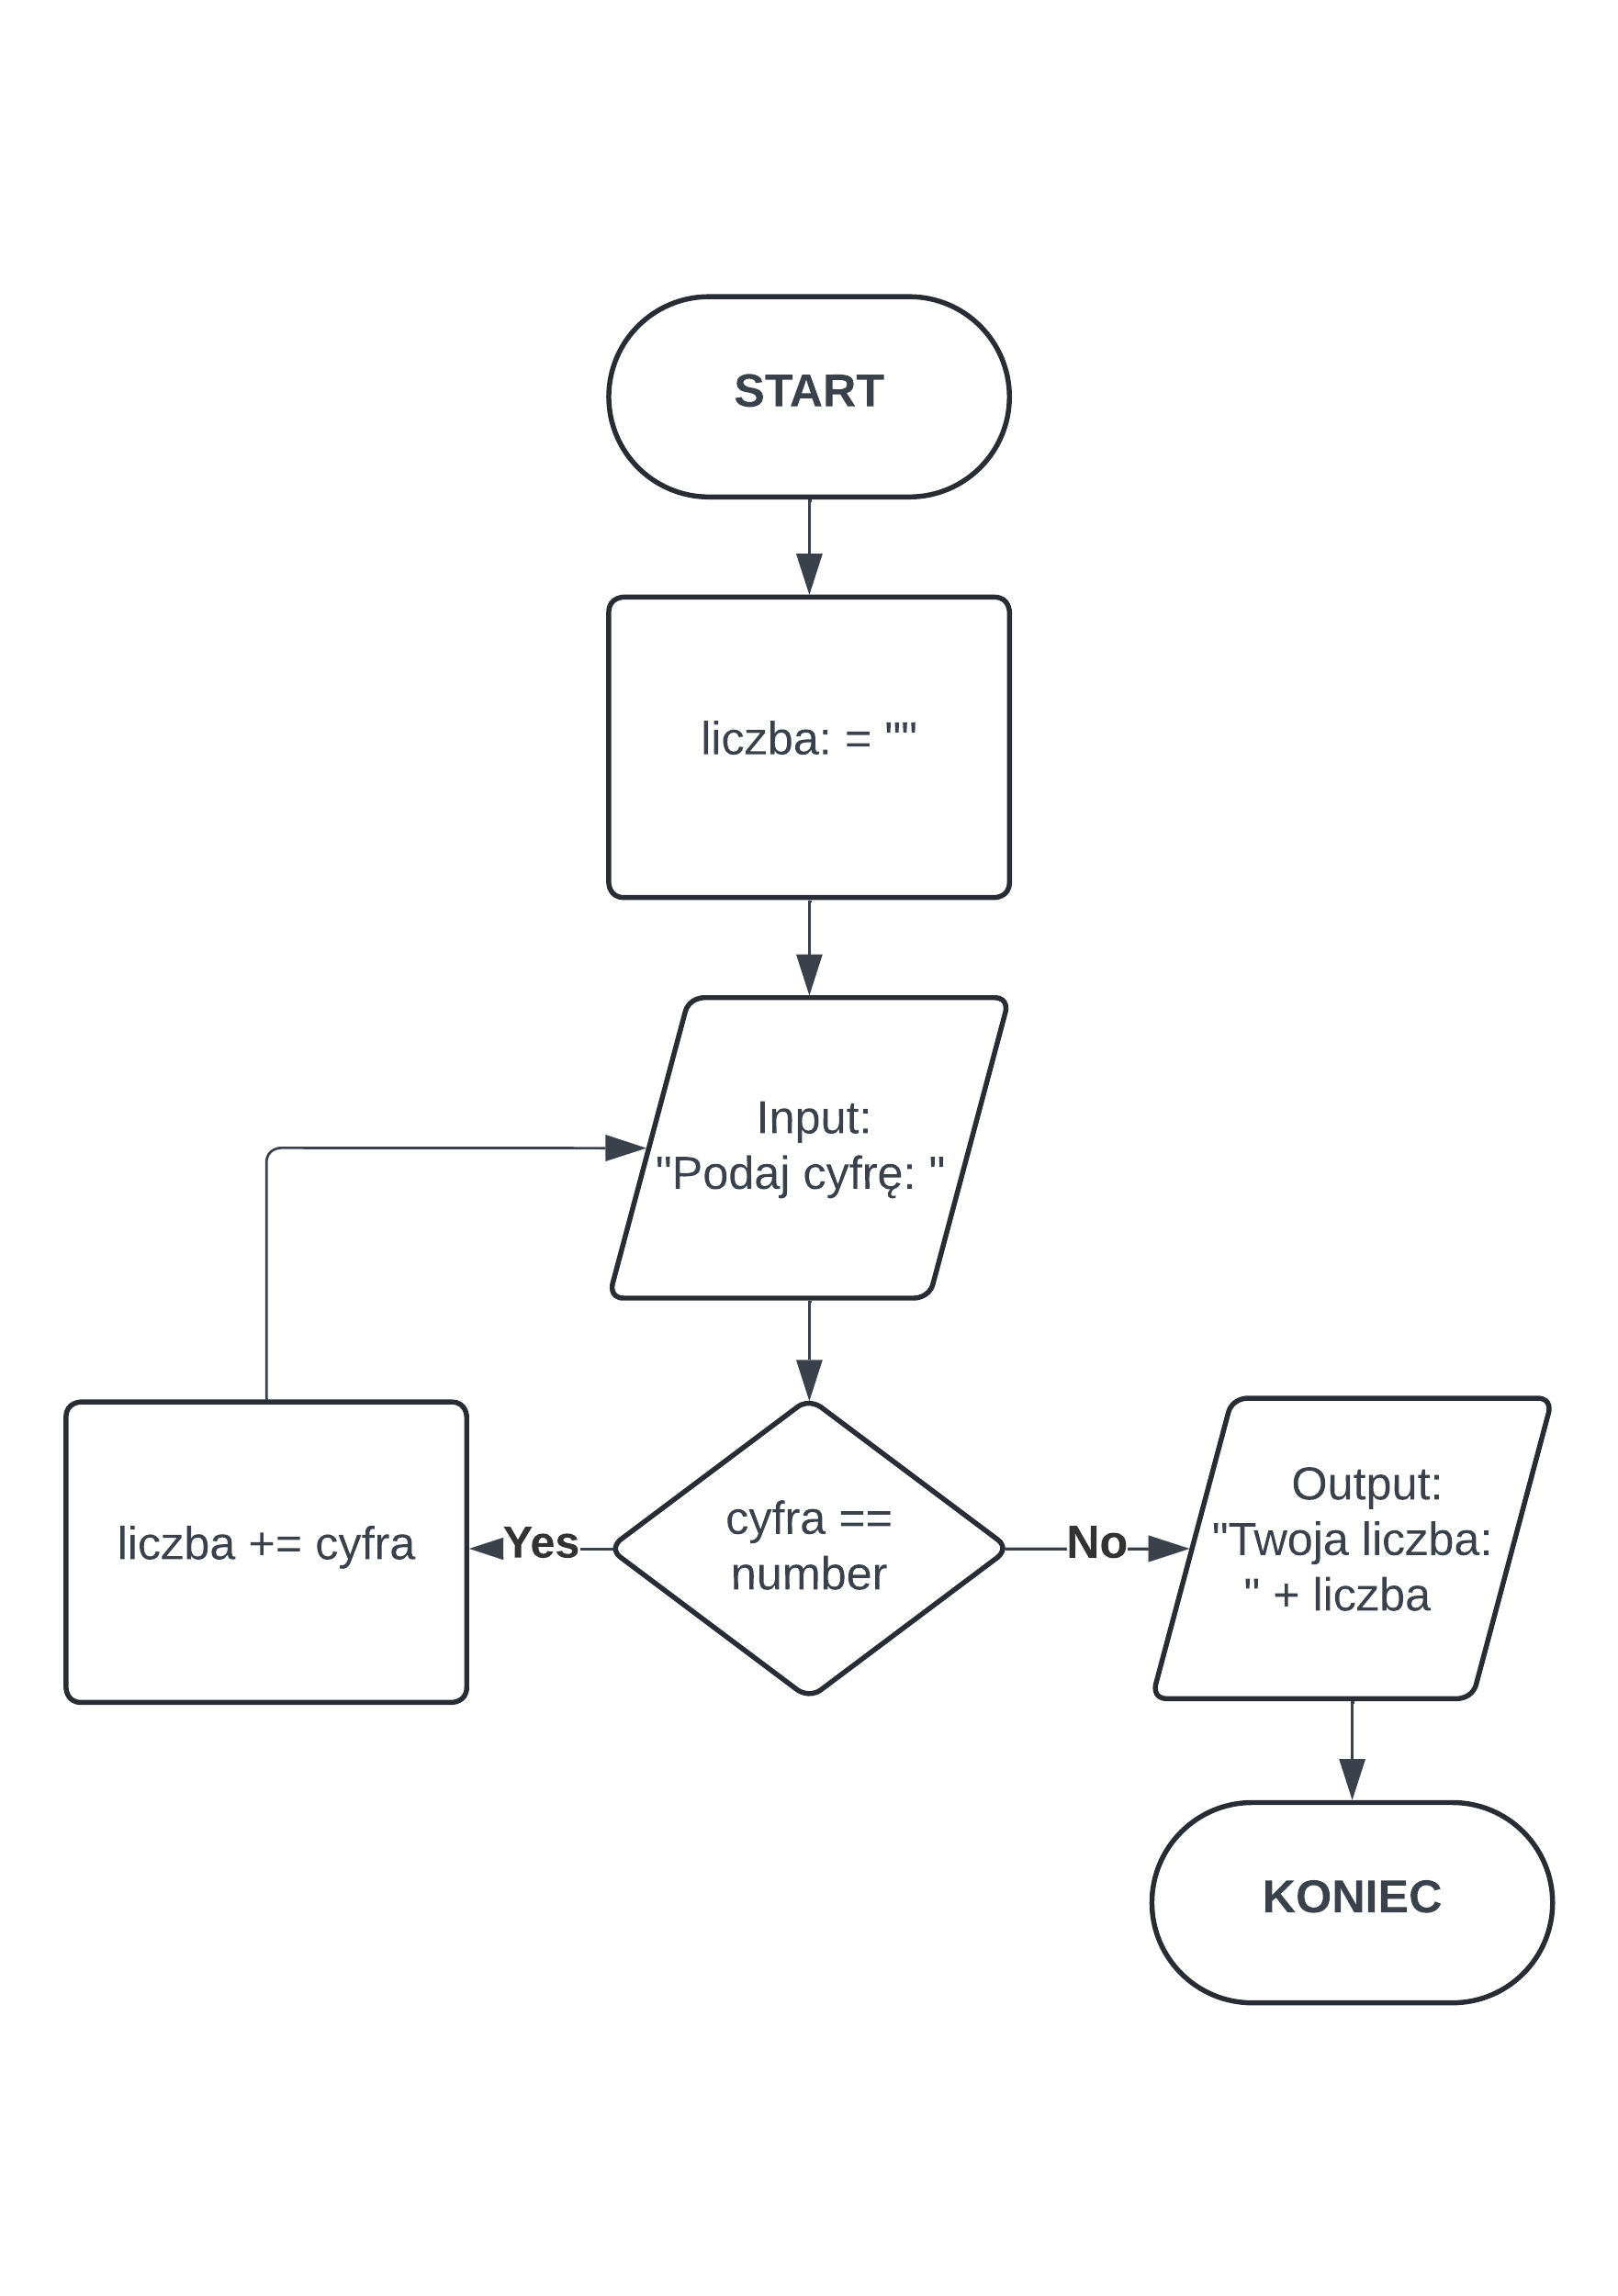 START
liczba: = ""
Input:
"Podaj cyfrę: "
cyfra ==
number
Yes
liczba += cyfra
No
Output:
"Twoja liczba:
" + liczba
KONIEC